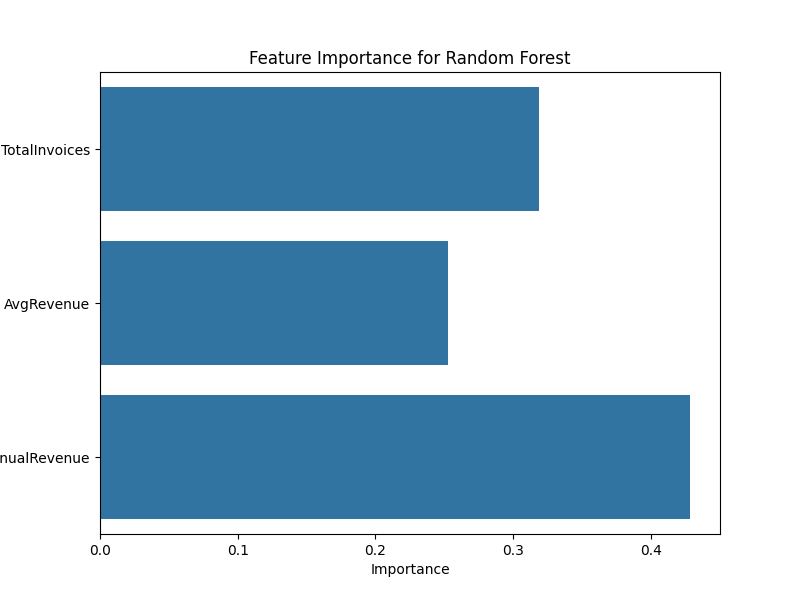 Feature Importance for Random Forest
TotalInvoices
AvgRevenue
nualRevenue
0.0 0.1 0.2 0.3 0.4
Importance